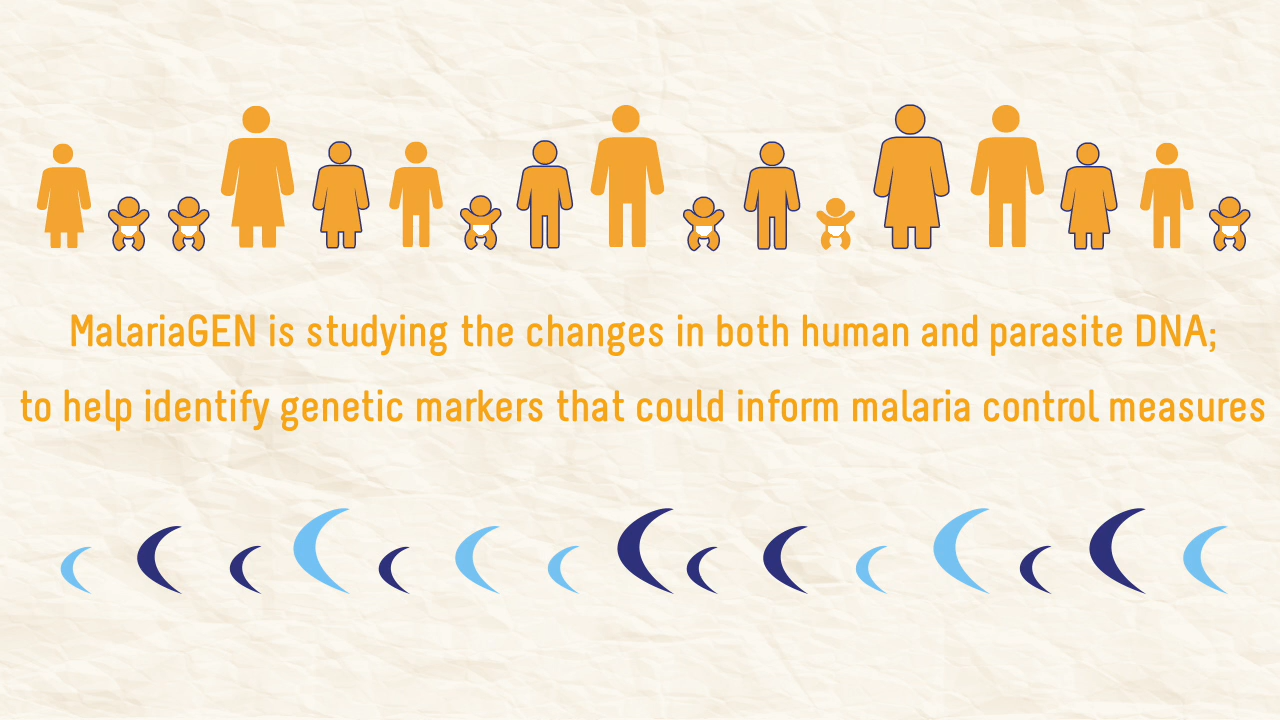 MalariaGEN is studying the changes in both human and parasite DNA;
to help identify genetic markers that could inform malaria control measures